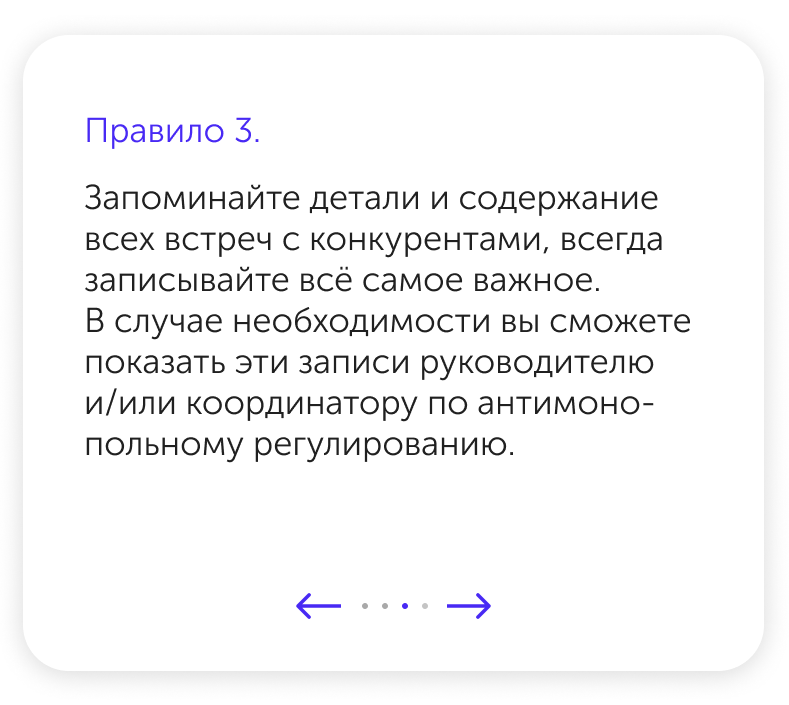 Правило 3.
Запоминайте детали и содержание
всех встреч с конкурентами, всегда
записывайте всё самое важное.
В случае необходимости вы сможете
показать эти записи руководителю
и/или координатору по антимоно-
польному регулированию.